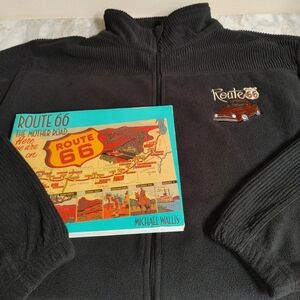 ROUTE 66
THE MOTHER ROAD
Here
we are
on
ROUTE
66
MICHAEL WALLIS
Route 66